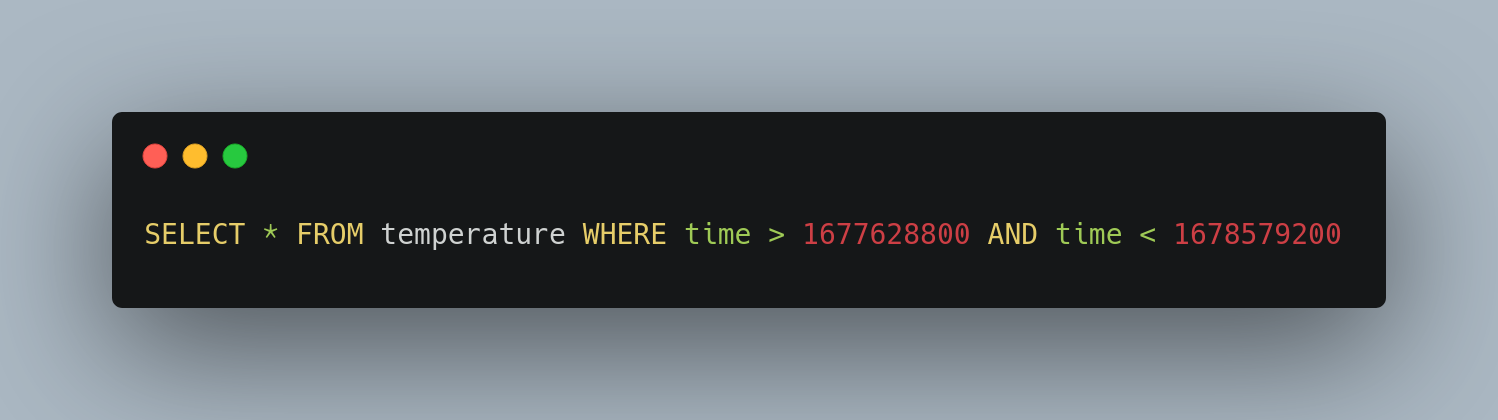 SELECT * FROM temperature WHERE time > 1677628800 AND time < 1678579200